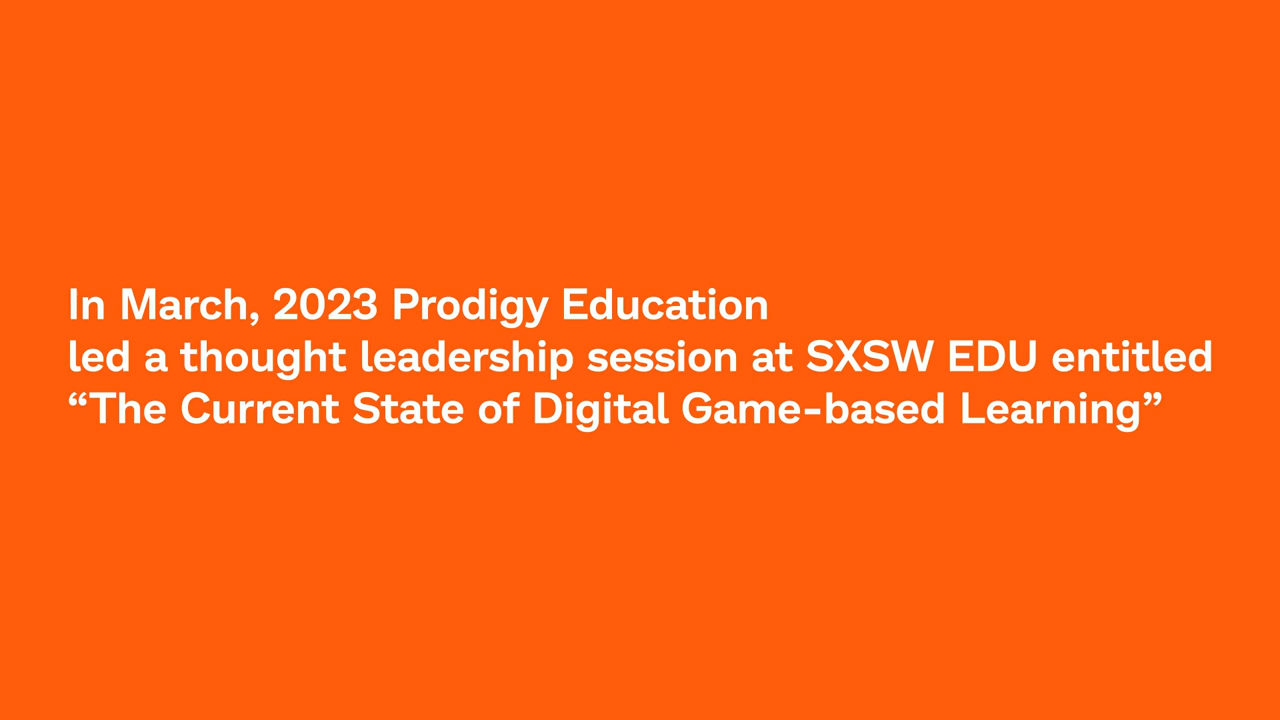 In March, 2023 Prodigy Education
led a thought leadership session at SXSW EDU entitled
“The Current State of Digital Game-based Learning”